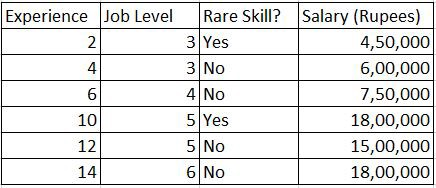 Experience Job Level Rare Skill? Salary (Rupees)
2 3 Yes 4,50,000
4 3 No 6,00,000
6 4 No 7,50,000
10 5 Yes 18,00,000
12 5 No 15,00,000
14 6 No 18,00,000